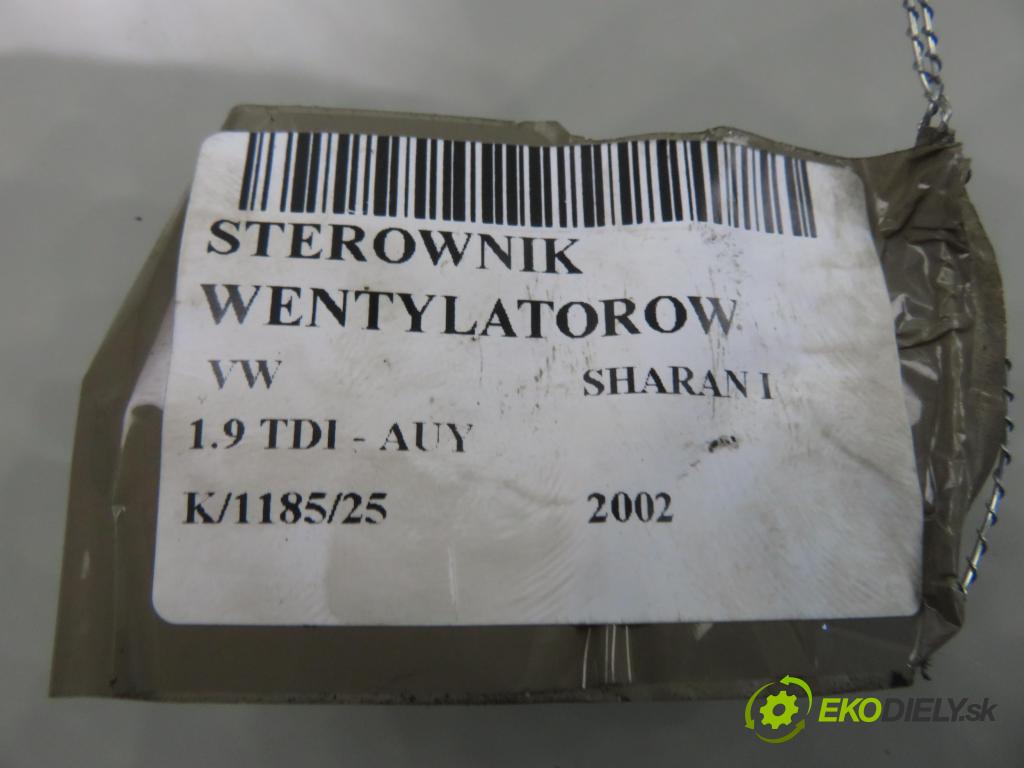 STEROWNIK
WENTYLATOROW
VW SHARAN I
1.9 TDI - AUY
K/1185/25 2002
EKODIELY.sk